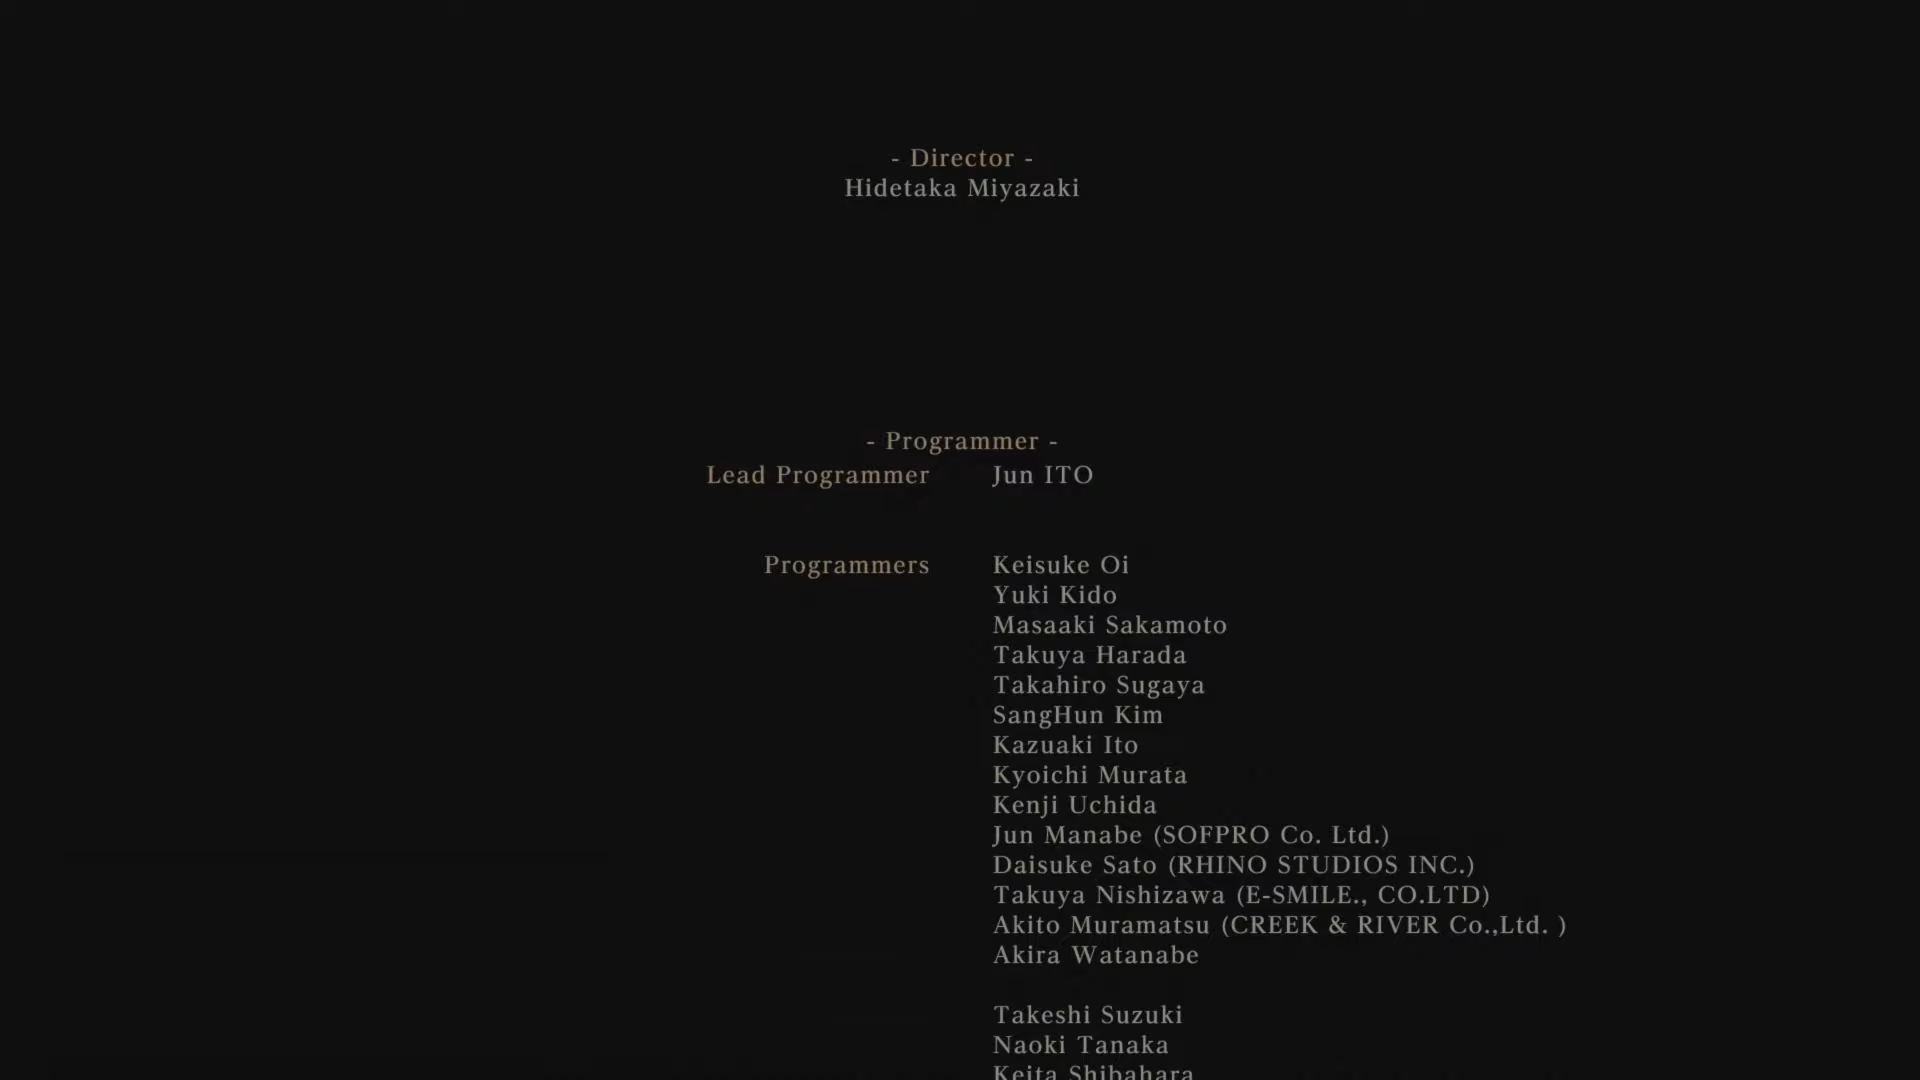 - Director -
Hidetaka Miyazaki
- Programmer -
Lead Programmer Jun ITO
Programmers Keisuke Oi
Yuki Kido
Masaaki Sakamoto
Takuya Harada
Takahiro Sugaya
SangHun Kim
Kazuaki Ito
Kyoichi Murata
Kenji Uchida
Jun Manabe (SOFPRO Co. Ltd.)
Daisuke Sato (RHINO STUDIOS INC.)
Takuya Nishizawa (E-SMILE., CO.LTD)
Akito Muramatsu (CREEK & RIVER Co.,Ltd. )
Akira Watanabe
Takeshi Suzuki
Naoki Tanaka
Keita Shibahara